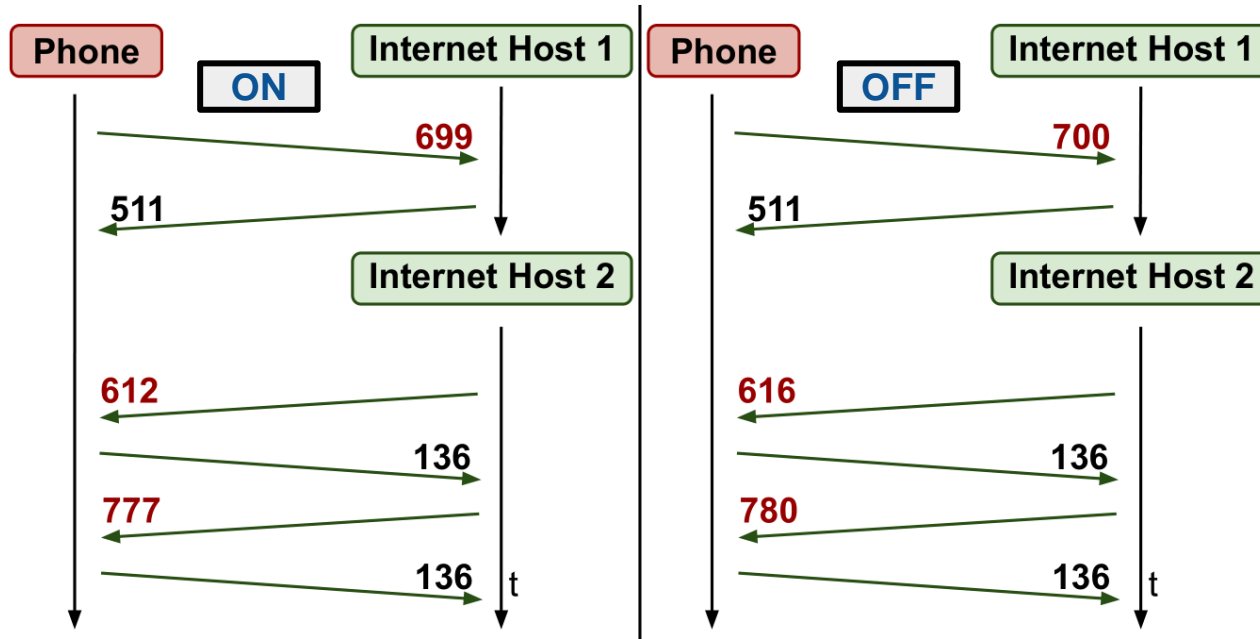 Phone
Internet Host 1
ON
699
511
Internet Host 2
612
136
777
136
t
Phone
Internet Host 1
OFF
700
511
Internet Host 2
616
136
780
136
t